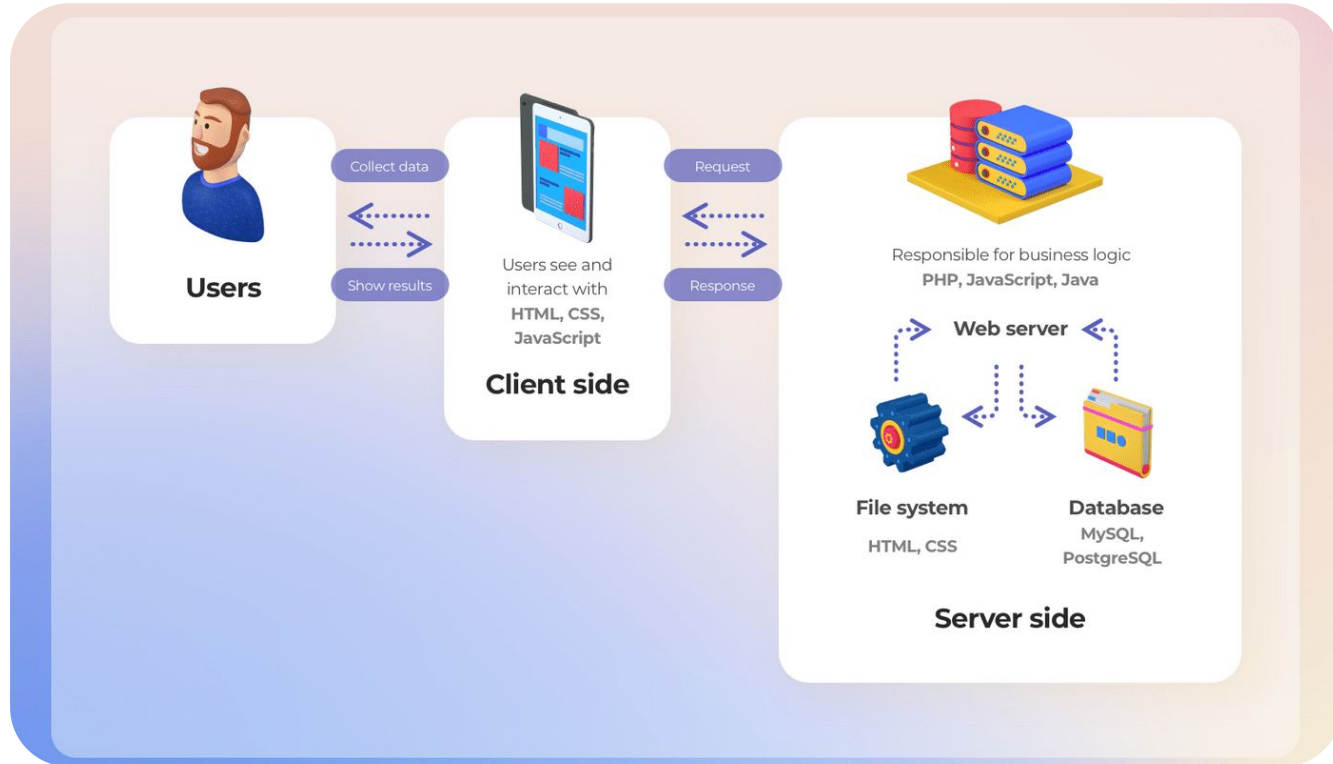 Users
Collect data
Show results
Users see and
interact with
HTML, CSS,
JavaScript
Client side
Request
Response
Responsible for business logic
PHP, JavaScript, Java
Web server
File system
HTML, CSS
Database
MySQL,
PostgreSQL
Server side